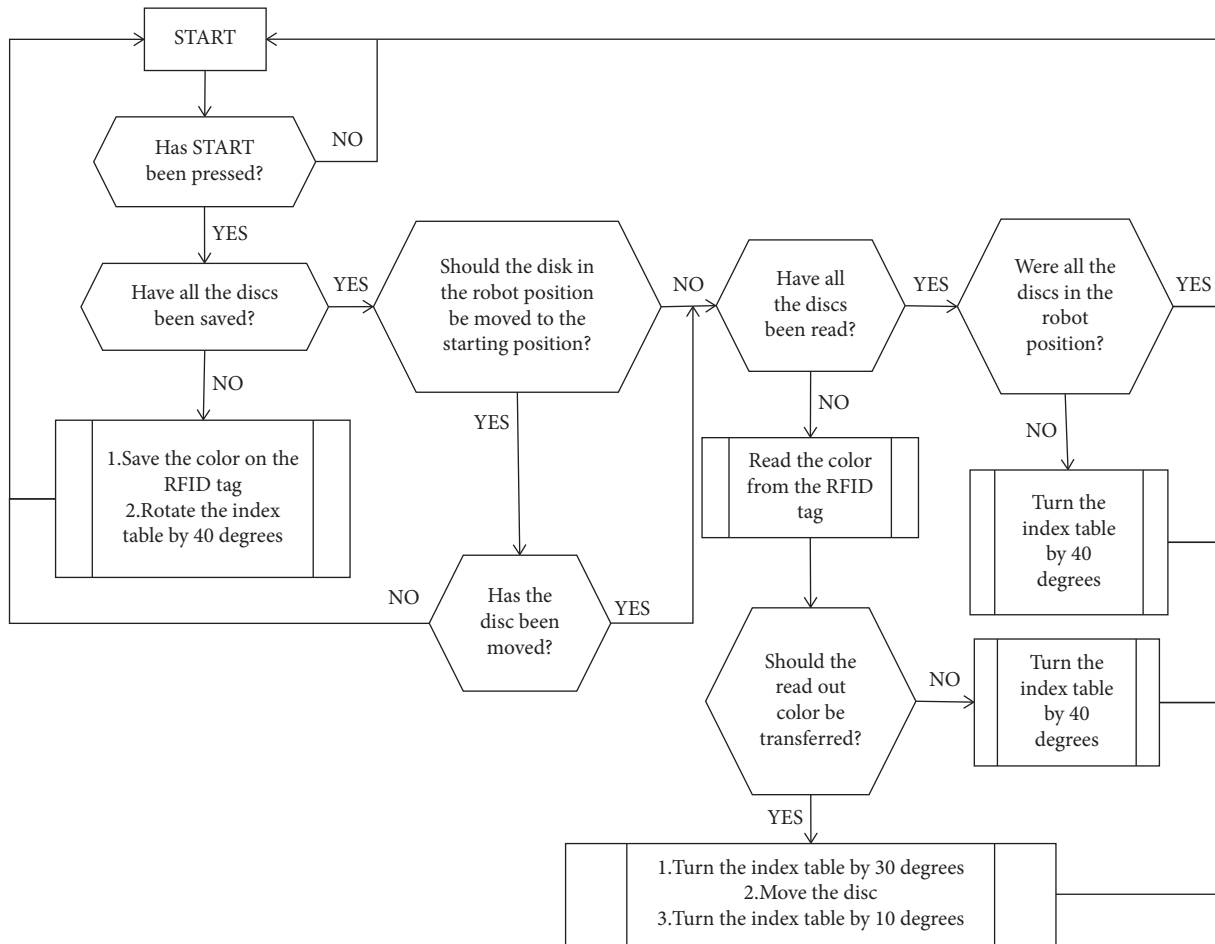 START
Has START
been pressed?
NO
YES
Have all the discs
been saved?
YES
Should the disk in
the robot position
be moved to the
starting position?
NO
Have all
the discs
been read?
YES
Were all the
discs in the
robot
position?
YES
NO
YES
NO
NO
1.Save the color on the
RFID tag
2.Rotate the index
table by 40 degrees
Read the color
from the RFID
tag
Turn the
index table
by 40
degrees
NO
Has the
disc been
moved?
YES
Should the
read out
color be
transferred?
NO
Turn the
index table
by 40
degrees
YES
1.Turn the index table by 30 degrees
2.Move the disc
3.Turn the index table by 10 degrees